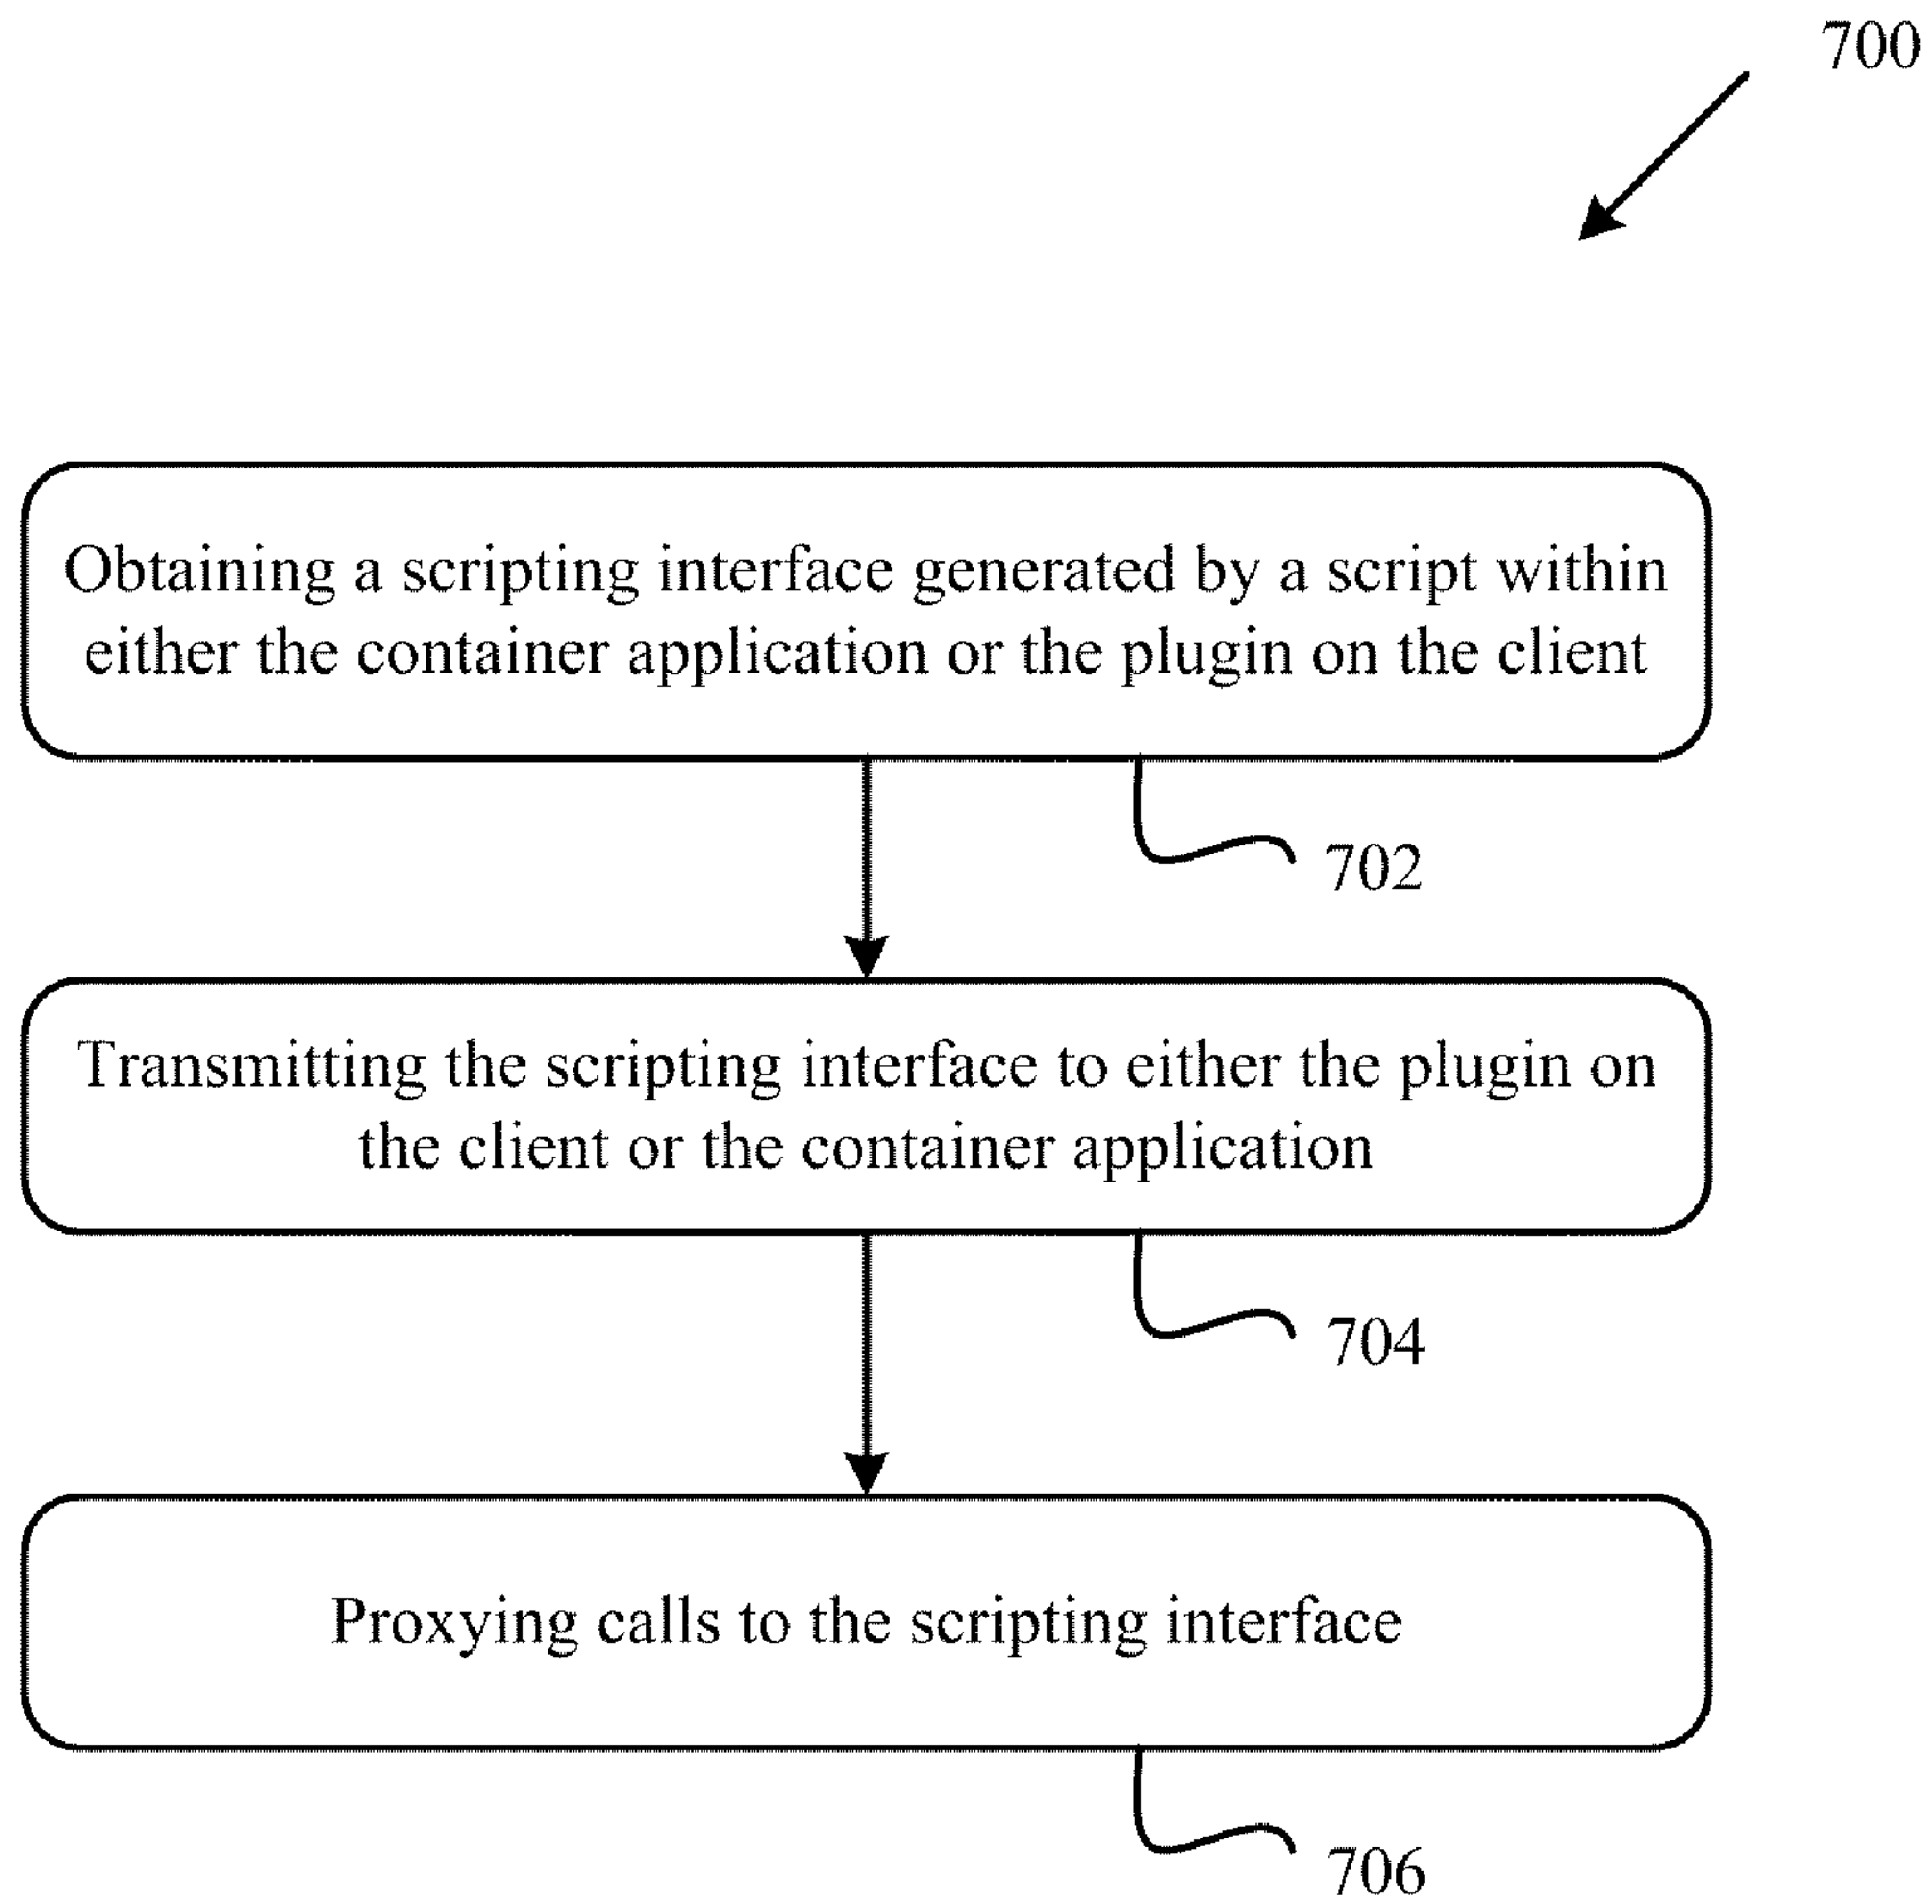 700
Obtaining a scripting interface generated by a script within
either the container application or the plugin on the client
702
Transmitting the scripting interface to either the plugin on
the client or the container application
704
Proxying calls to the scripting interface
706